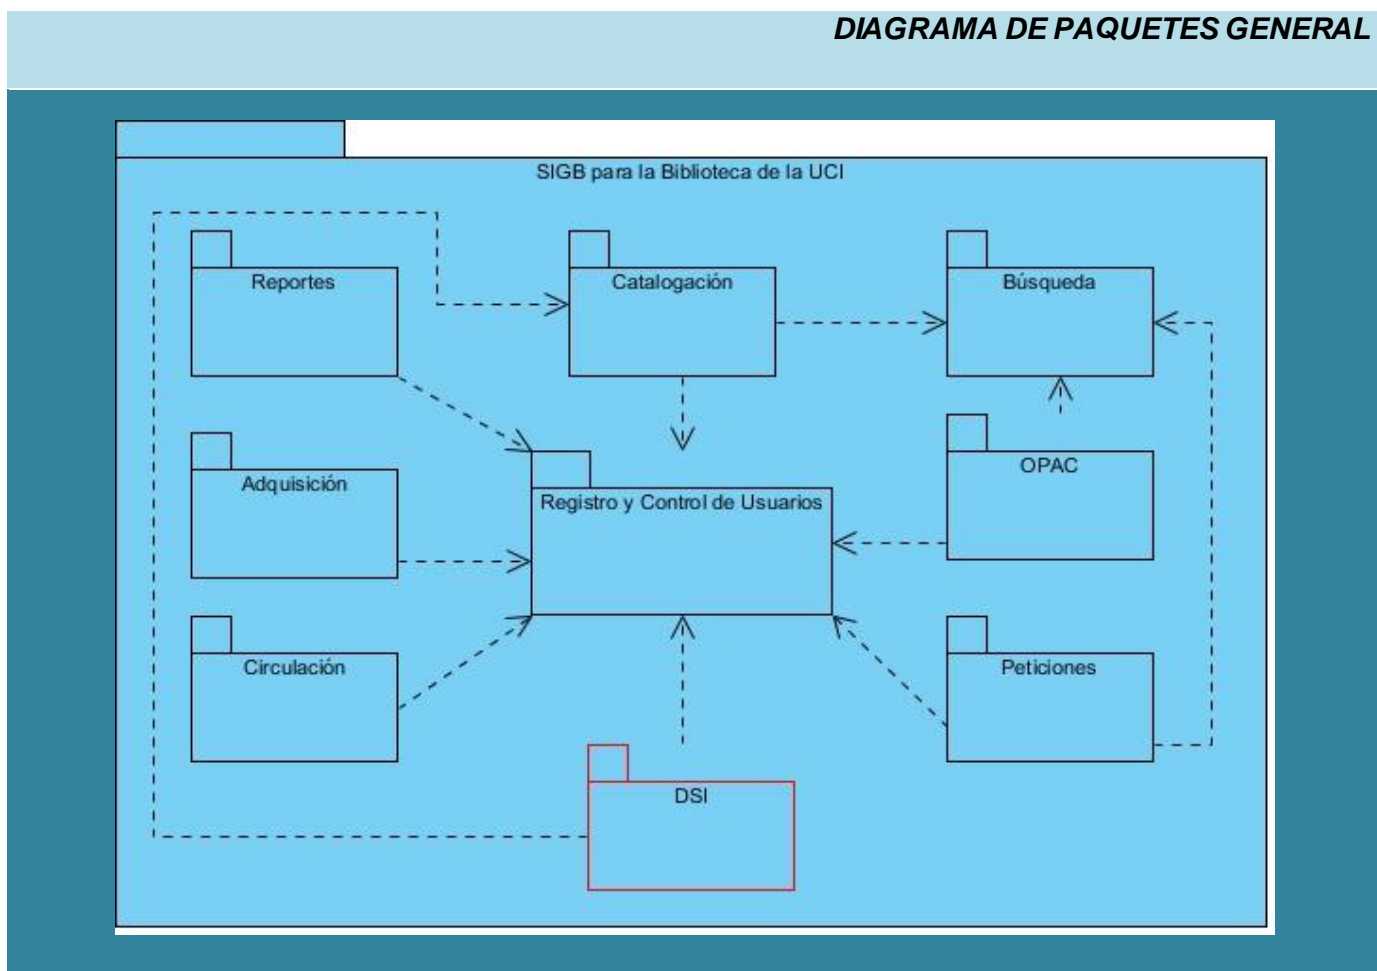 DIAGRAMA DE PAQUETES GENERAL
SIGB para la Biblioteca de la UCI
Reportes
Catalogación
Búsqueda
Adquisición
Registro y Control de Usuarios
OPAC
Circulación
Peticiones
DSI